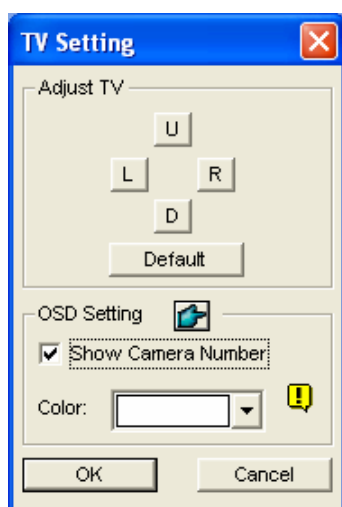 TV Setting
Adjust TV
U
L R
D
Default
OSD Setting
Show Camera Number
Color:
OK Cancel